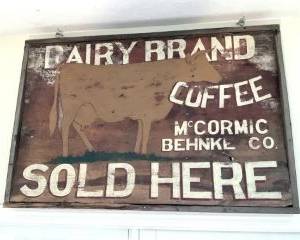 DAIRY BRAND
COFFEE
McCORMIC
BEHNKE CO.
SOLD HERE